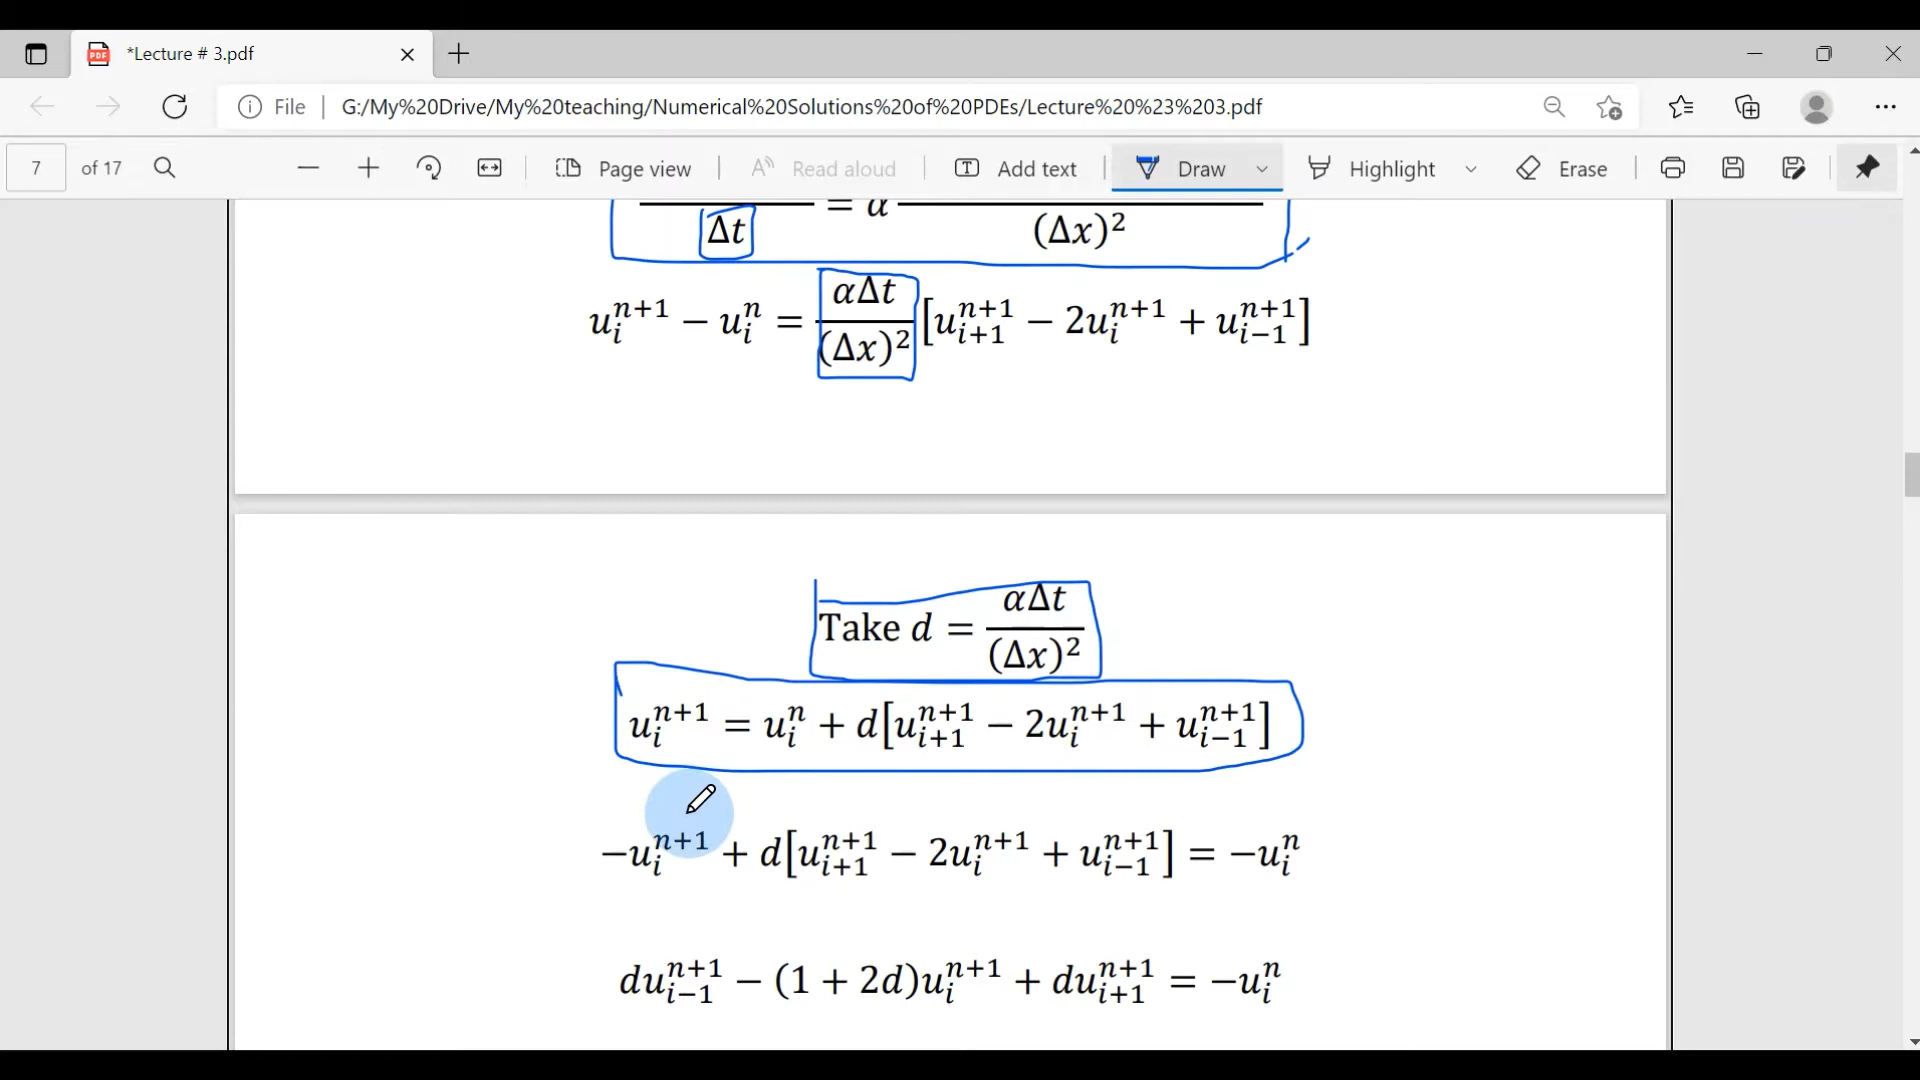 *Lecture # 3.pdf
File | G:/My%20Drive/My%20teaching/Numerical%20Solutions%20of%20PDEs/Lecture%20%23%203.pdf
7 of 17 Page view Read aloud Add text Draw Highlight Erase
Δt = α (Δx)²
u_i^{n+1} − u_i^n = αΔt/(Δx)² [u_{i+1}^{n+1} − 2u_i^{n+1} + u_{i−1}^{n+1}]
Take d = αΔt/(Δx)²
u_i^{n+1} = u_i^n + d[u_{i+1}^{n+1} − 2u_i^{n+1} + u_{i−1}^{n+1}]
−u_i^{n+1} + d[u_{i+1}^{n+1} − 2u_i^{n+1} + u_{i−1}^{n+1}] = −u_i^n
du_{i−1}^{n+1} − (1 + 2d)u_i^{n+1} + du_{i+1}^{n+1} = −u_i^n